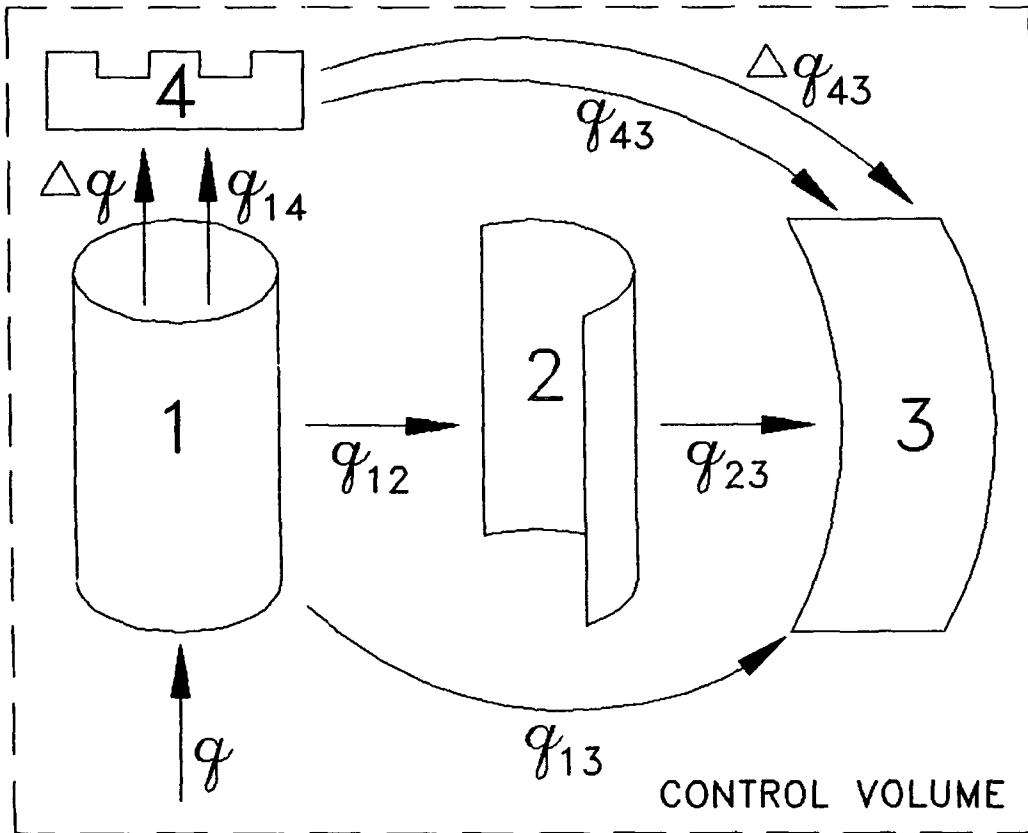 4
△q₄₃
q₄₃
△q
q₁₄
1
2
3
q₁₂
q₂₃
q
q₁₃
CONTROL VOLUME